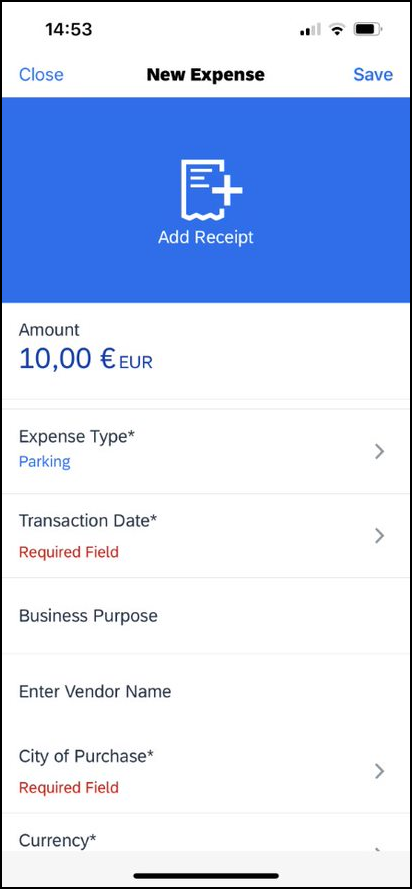 14:53
Close New Expense Save
Add Receipt
Amount
10,00 € EUR
Expense Type*
Parking
Transaction Date*
Required Field
Business Purpose
Enter Vendor Name
City of Purchase*
Required Field
Currency*